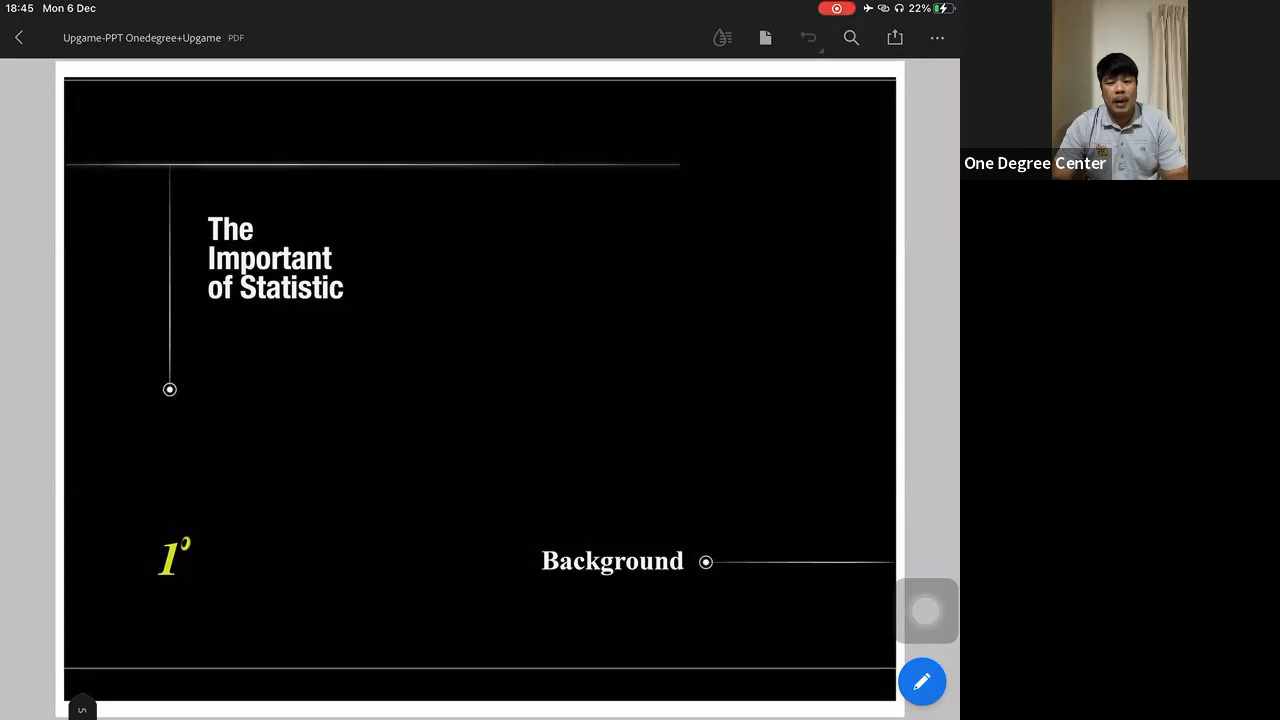 18:45 Mon 6 Dec
22%
Upgame-PPT Onedegree+Upgame PDF
One Degree Center
The
Important
of Statistic
1°
Background
5